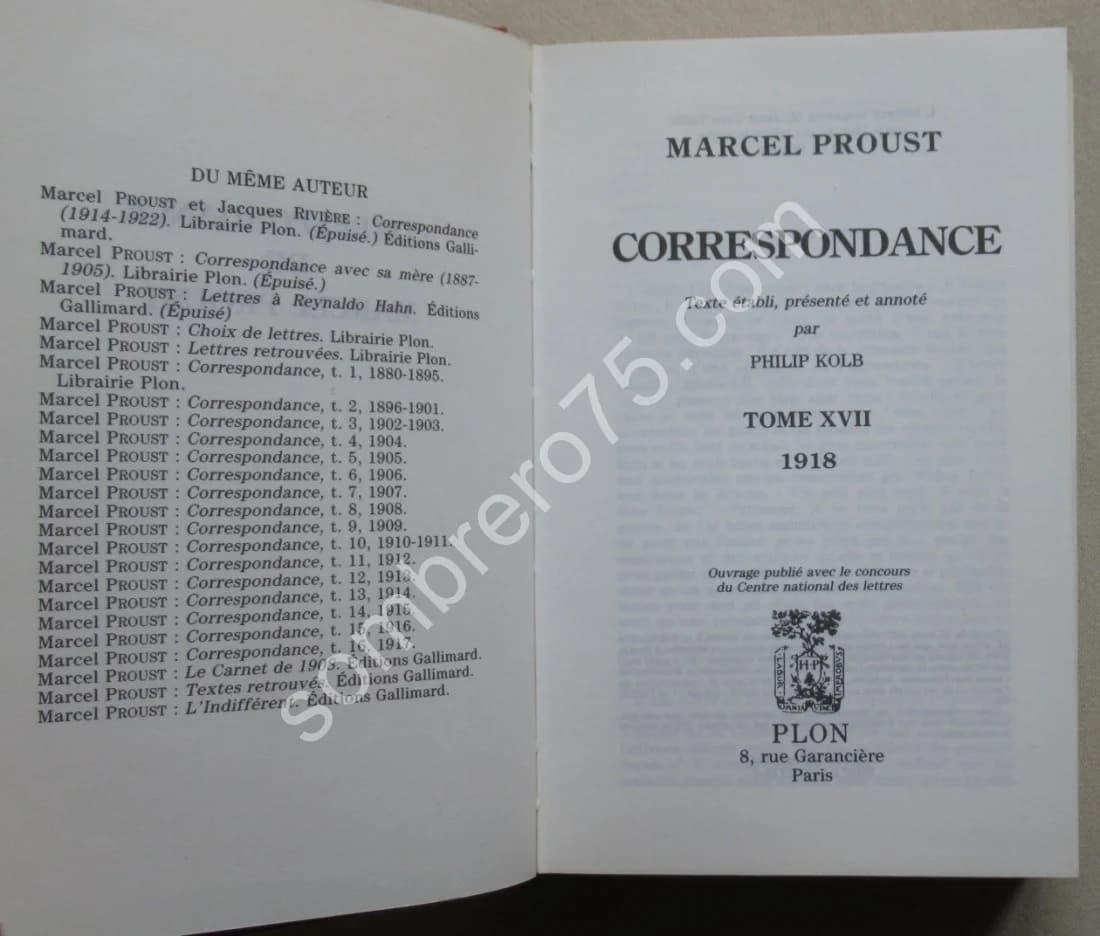 DU MÊME AUTEUR
Marcel PROUST et Jacques RIVIÈRE : Correspondance
(1914-1922). Librairie Plon. (Épuisé.) Éditions Galli-
mard.
Marcel PROUST : Correspondance avec sa mère (1887-
1905). Librairie Plon. (Épuisé.)
Marcel PROUST : Lettres à Reynaldo Hahn. Éditions
Gallimard. (Épuisé)
Marcel PROUST : Choix de lettres. Librairie Plon.
Marcel PROUST : Lettres retrouvées. Librairie Plon.
Marcel PROUST : Correspondance, t. 1, 1880-1895.
Librairie Plon.
Marcel PROUST : Correspondance, t. 2, 1896-1901.
Marcel PROUST : Correspondance, t. 3, 1902-1903.
Marcel PROUST : Correspondance, t. 4, 1904.
Marcel PROUST : Correspondance, t. 5, 1905.
Marcel PROUST : Correspondance, t. 6, 1906.
Marcel PROUST : Correspondance, t. 7, 1907.
Marcel PROUST : Correspondance, t. 8, 1908.
Marcel PROUST : Correspondance, t. 9, 1909.
Marcel PROUST : Correspondance, t. 10, 1910-1911.
Marcel PROUST : Correspondance, t. 11, 1912.
Marcel PROUST : Correspondance, t. 12, 1913.
Marcel PROUST : Correspondance, t. 13, 1914.
Marcel PROUST : Correspondance, t. 14, 1915.
Marcel PROUST : Correspondance, t. 15, 1916.
Marcel PROUST : Correspondance, t. 16, 1917.
Marcel PROUST : Le Carnet de 1908. Éditions Gallimard.
Marcel PROUST : Textes retrouvés. Éditions Gallimard.
Marcel PROUST : L'Indifférent. Éditions Gallimard.
MARCEL PROUST
CORRESPONDANCE
Texte établi, présenté et annoté
par
PHILIP KOLB
TOME XVII
1918
Ouvrage publié avec le concours
du Centre national des lettres
LABOR
H·P
OMNIA VINCIT
IMPROBUS
PLON
8, rue Garancière
Paris
sombrero75.com